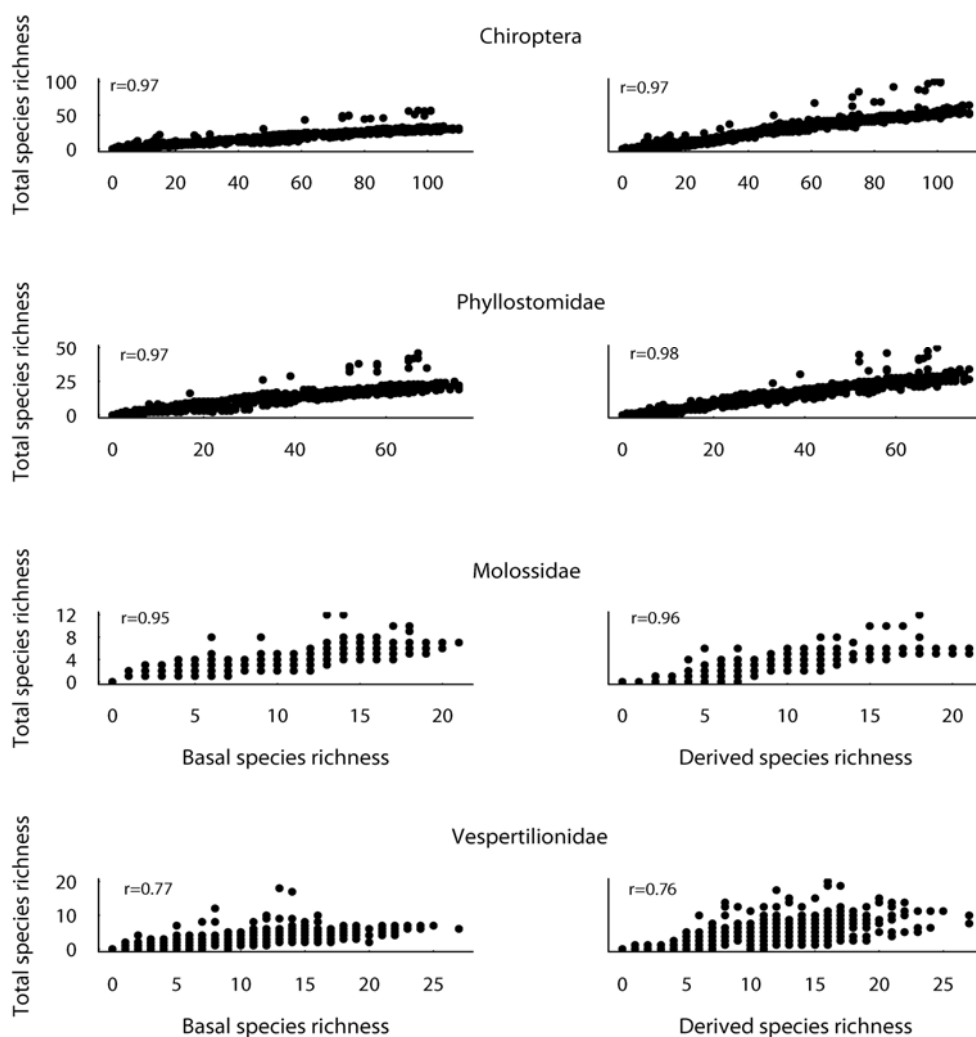 Chiroptera
Total species richness
100
50
0
r=0.97
0 20 40 60 80 100
r=0.97
0 20 40 60 80 100
Phyllostomidae
Total species richness
50
25
0
r=0.97
0 20 40 60
r=0.98
0 20 40 60
Molossidae
Total species richness
12
8
4
0
r=0.95
0 5 10 15 20
Basal species richness
r=0.96
0 5 10 15 20
Derived species richness
Vespertilionidae
Total species richness
20
10
0
r=0.77
0 5 10 15 20 25
Basal species richness
r=0.76
0 5 10 15 20 25
Derived species richness